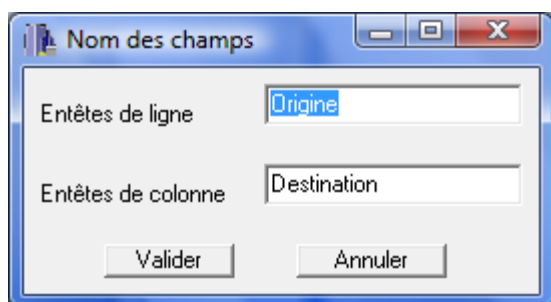 Nom des champs
Entêtes de ligne Origine
Entêtes de colonne Destination
Valider Annuler